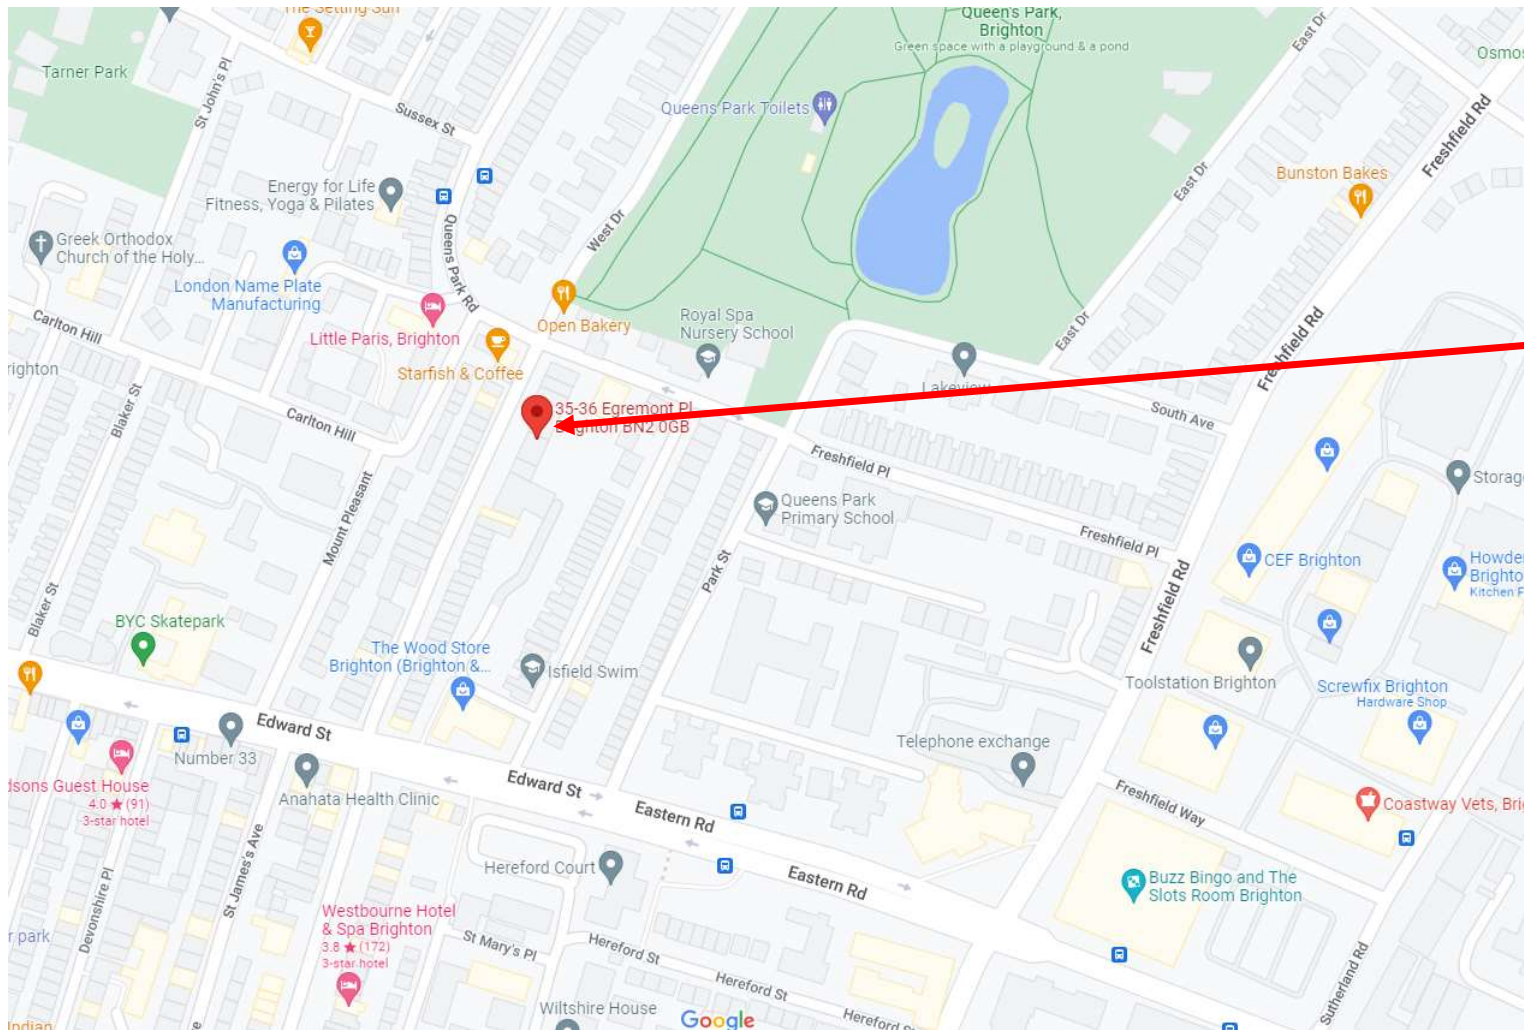 The Setting Sun
Queen's Park,
Brighton
Green space with a playground & a pond
East Dr
Tarner Park
St John's Pl
Sussex St
Queens Park Toilets
Freshfield Rd
Bunston Bakes
East Dr
Energy for Life
Fitness, Yoga & Pilates
Greek Orthodox
Church of the Holy...
London Name Plate
Manufacturing
Queens Park Rd
West Dr
Carlton Hill
Little Paris, Brighton
Open Bakery
Royal Spa
Nursery School
East Dr
Freshfield Rd
Starfish & Coffee
Lakeview
Blaker St
Carlton Hill
35-36 Egremont Pl
Brighton BN2 0GB
South Ave
Freshfield Pl
Mount Pleasant
Queens Park
Primary School
Freshfield Pl
CEF Brighton
Park St
Freshfield Rd
Blaker St
BYC Skatepark
The Wood Store
Brighton (Brighton &...
Isfield Swim
Toolstation Brighton
Screwfix Brighton
Hardware Shop
Edward St
Number 33
Telephone exchange
Guest House
4.0 ★ (91)
3-star hotel
Anahata Health Clinic
Edward St
Eastern Rd
Freshfield Way
Coastway Vets,
St James's Ave
Hereford Court
Eastern Rd
Buzz Bingo and The
Slots Room Brighton
Devonshire Pl
Westbourne Hotel
& Spa Brighton
3.8 ★ (172)
3-star hotel
park
St Mary's Pl
Hereford St
Hereford St
Sutherland Rd
Wiltshire House
Google
Hereford
Indian